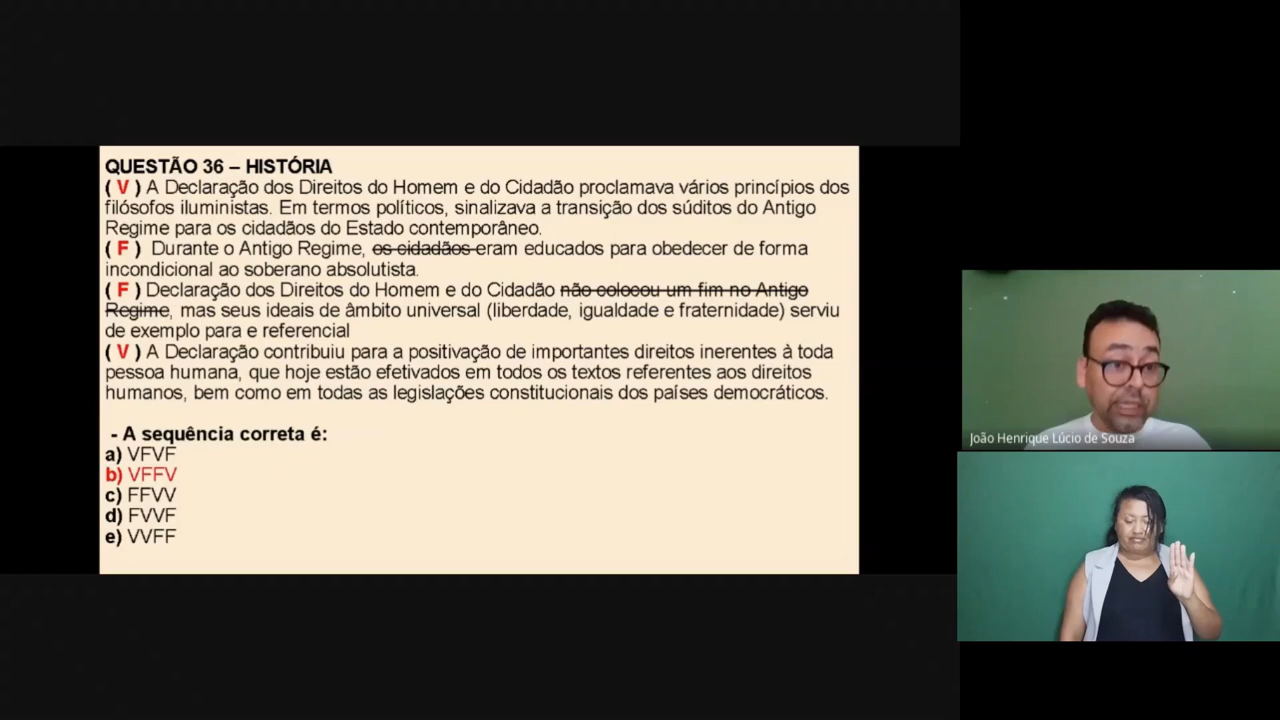 QUESTÃO 36 – HISTÓRIA
( V ) A Declaração dos Direitos do Homem e do Cidadão proclamava vários princípios dos
filósofos iluministas. Em termos políticos, sinalizava a transição dos súditos do Antigo
Regime para os cidadãos do Estado contemporâneo.
( F ) Durante o Antigo Regime, os cidadãos eram educados para obedecer de forma
incondicional ao soberano absolutista.
( F ) Declaração dos Direitos do Homem e do Cidadão não colocou um fim no Antigo
Regime, mas seus ideais de âmbito universal (liberdade, igualdade e fraternidade) serviu
de exemplo para e referencial
( V ) A Declaração contribuiu para a positivação de importantes direitos inerentes à toda
pessoa humana, que hoje estão efetivados em todos os textos referentes aos direitos
humanos, bem como em todas as legislações constitucionais dos países democráticos.
- A sequência correta é:
a) VFVF
b) VFFV
c) FFVV
d) FVVF
e) VVFF
João Henrique Lúcio de Souza